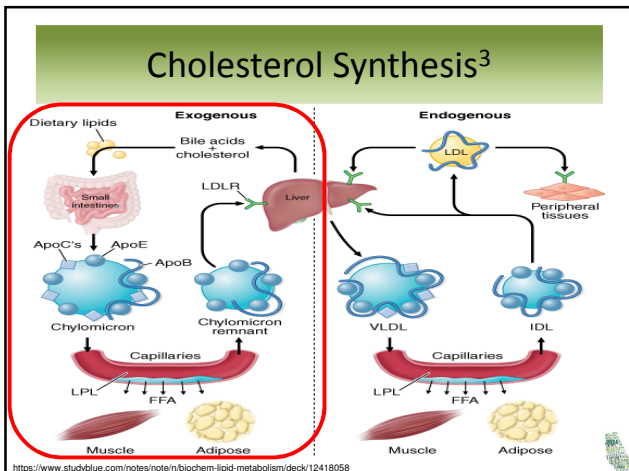 Cholesterol Synthesis3
Exogenous
Endogenous
Dietary lipids
Bile acids
+
cholesterol
LDL
LDLR
Small
intestines
Liver
Peripheral
tissues
ApoC's
ApoE
ApoB
Chylomicron
Chylomicron
remnant
VLDL
IDL
Capillaries
LPL
FFA
Muscle
Adipose
Capillaries
LPL
FFA
Muscle
Adipose
https://www.studyblue.com/notes/note/n/biochem-lipid-metabolism/deck/12418058